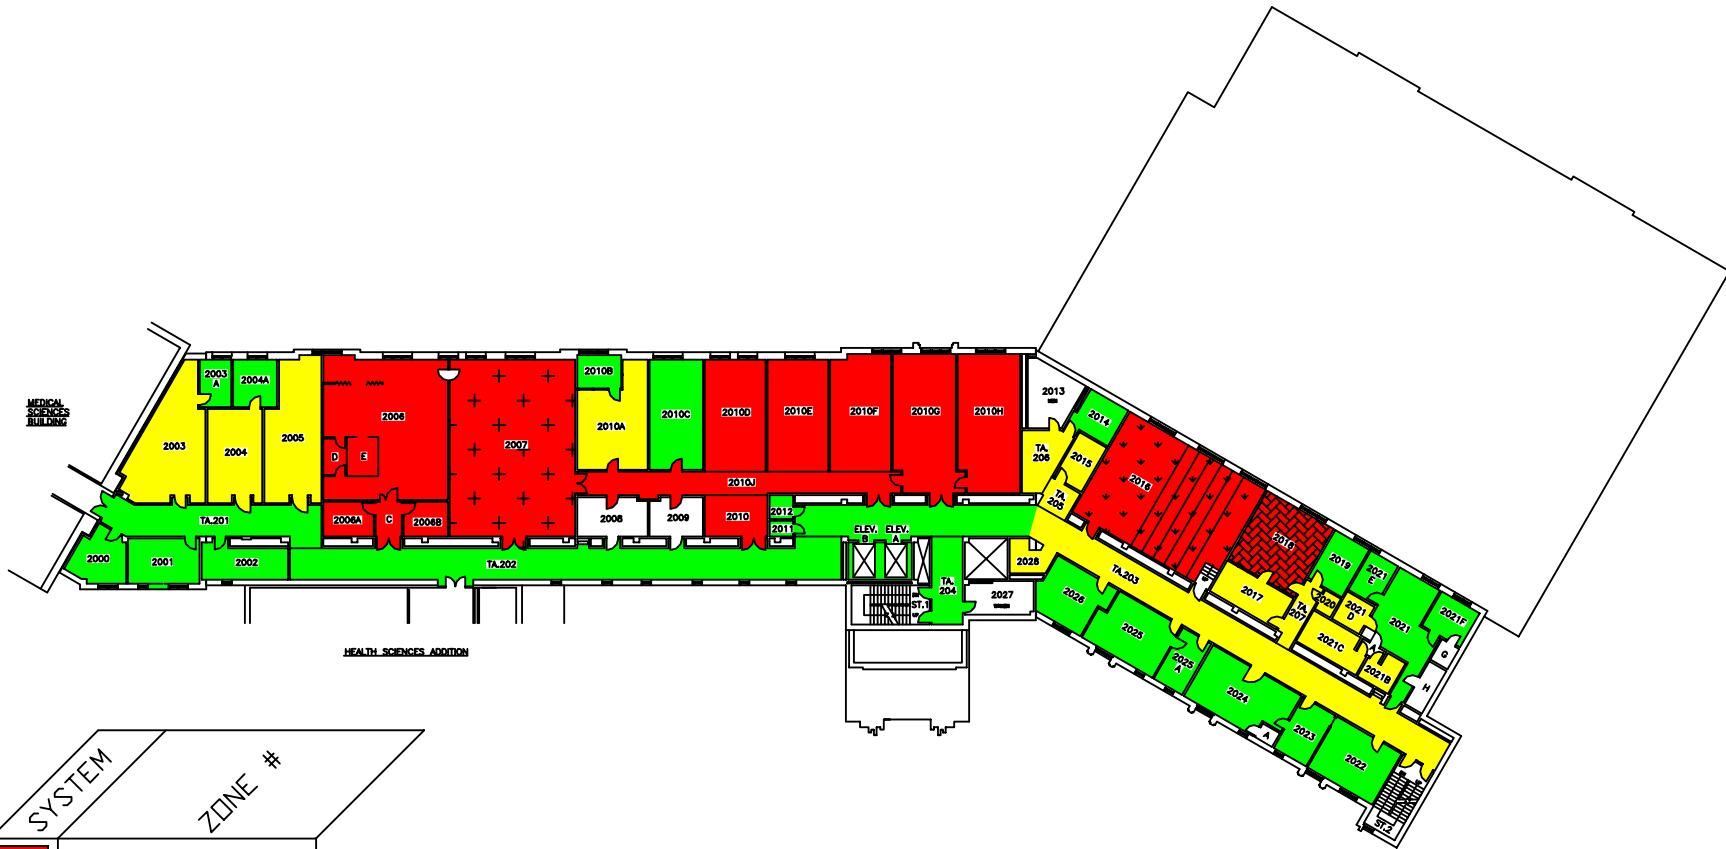 MEDICAL
SCIENCES
BUILDING
2003
A
2004A
2003
2004
2005
2006
D
E
2006A
C
2006B
2007
2010B
2010A
2010C
2010D
2010E
2010F
2010G
2010H
2010J
2008
2009
2010
2012
2011
TA.201
2000
2001
2002
TA.202
ELEV.
B
ELEV.
A
ST.1
TA.
204
2027
2028
2013
TA.
206
2014
2015
TA.
205
2016
2018
2017
TA.
207
2019
2020
2021
E
2021
D
2021
2021F
G
H
A
2021C
2021B
TA.203
2026
2025
2025
A
2024
A
2023
2022
ST.2
HEALTH SCIENCES ADDITION
SYSTEM
ZONE #